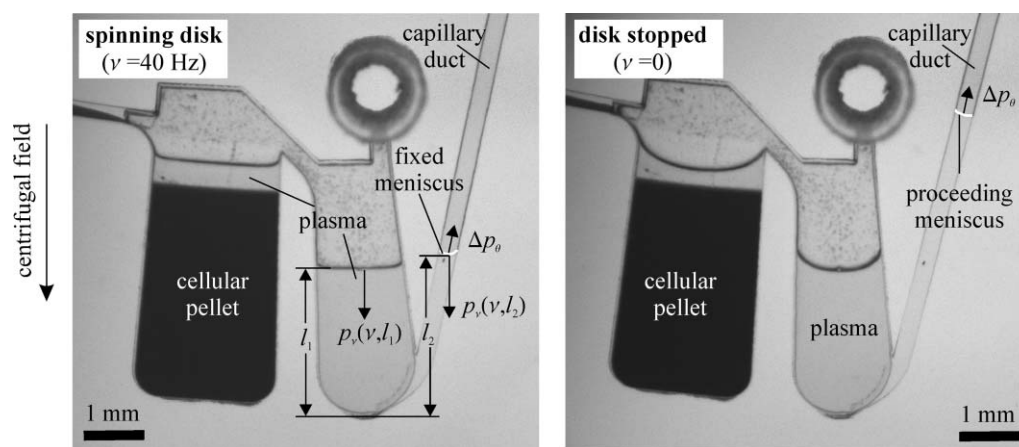 spinning disk
(ν =40 Hz)
capillary
duct
centrifugal field
fixed
meniscus
plasma
Δp_θ
cellular
pellet
l₁
p_ν(ν,l₁)
l₂
p_ν(ν,l₂)
1 mm
disk stopped
(ν =0)
capillary
duct
Δp_θ
proceeding
meniscus
cellular
pellet
plasma
1 mm